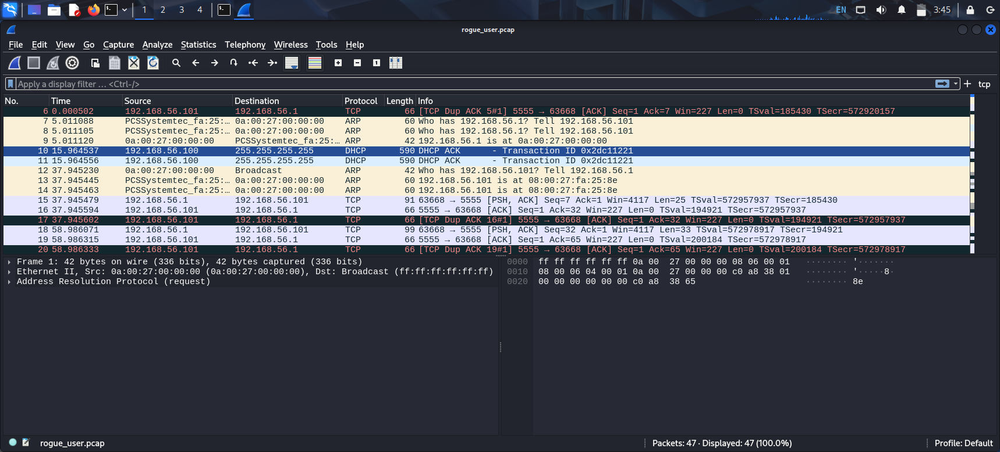 1 2 3 4 EN 3:45
rogue_user.pcap
File Edit View Go Capture Analyze Statistics Telephony Wireless Tools Help
Apply a display filter … <Ctrl-/> + tcp
No. Time Source Destination Protocol Length Info
6 0.000502 192.168.56.101 192.168.56.1 TCP 66 [TCP Dup ACK 5#1] 5555 → 63668 [ACK] Seq=1 Ack=7 Win=227 Len=0 TSval=185430 TSecr=572920157
7 5.011088 PCSSystemtec_fa:25:… 0a:00:27:00:00:00 ARP 60 Who has 192.168.56.1? Tell 192.168.56.101
8 5.011105 PCSSystemtec_fa:25:… 0a:00:27:00:00:00 ARP 60 Who has 192.168.56.1? Tell 192.168.56.101
9 5.011120 0a:00:27:00:00:00 PCSSystemtec_fa:25:… ARP 42 192.168.56.1 is at 0a:00:27:00:00:00
10 15.964537 192.168.56.100 255.255.255.255 DHCP 590 DHCP ACK - Transaction ID 0x2dc11221
11 15.964556 192.168.56.100 255.255.255.255 DHCP 590 DHCP ACK - Transaction ID 0x2dc11221
12 37.945230 0a:00:27:00:00:00 Broadcast ARP 42 Who has 192.168.56.101? Tell 192.168.56.1
13 37.945445 PCSSystemtec_fa:25:… 0a:00:27:00:00:00 ARP 60 192.168.56.101 is at 08:00:27:fa:25:8e
14 37.945463 PCSSystemtec_fa:25:… 0a:00:27:00:00:00 ARP 60 192.168.56.101 is at 08:00:27:fa:25:8e
15 37.945479 192.168.56.1 192.168.56.101 TCP 91 63668 → 5555 [PSH, ACK] Seq=7 Ack=1 Win=4117 Len=25 TSval=572957937 TSecr=185430
16 37.945594 192.168.56.101 192.168.56.1 TCP 66 5555 → 63668 [ACK] Seq=1 Ack=32 Win=227 Len=0 TSval=194921 TSecr=572957937
17 37.945602 192.168.56.101 192.168.56.1 TCP 66 [TCP Dup ACK 16#1] 5555 → 63668 [ACK] Seq=1 Ack=32 Win=227 Len=0 TSval=194921 TSecr=572957937
18 58.986071 192.168.56.1 192.168.56.101 TCP 99 63668 → 5555 [PSH, ACK] Seq=32 Ack=1 Win=4117 Len=33 TSval=572978917 TSecr=194921
19 58.986315 192.168.56.101 192.168.56.1 TCP 66 5555 → 63668 [ACK] Seq=1 Ack=65 Win=227 Len=0 TSval=200184 TSecr=572978917
20 58.986333 192.168.56.101 192.168.56.1 TCP 66 [TCP Dup ACK 19#1] 5555 → 63668 [ACK] Seq=1 Ack=65 Win=227 Len=0 TSval=200184 TSecr=572978917
Frame 1: 42 bytes on wire (336 bits), 42 bytes captured (336 bits)
Ethernet II, Src: 0a:00:27:00:00:00 (0a:00:27:00:00:00), Dst: Broadcast (ff:ff:ff:ff:ff:ff)
Address Resolution Protocol (request)
0000 ff ff ff ff ff ff 0a 00 27 00 00 00 08 06 00 01 ········ '·······
0010 08 00 06 04 00 01 0a 00 27 00 00 00 c0 a8 38 01 ········ '·····8·
0020 00 00 00 00 00 00 c0 a8 38 65 ········ 8e
rogue_user.pcap Packets: 47 · Displayed: 47 (100.0%) Profile: Default